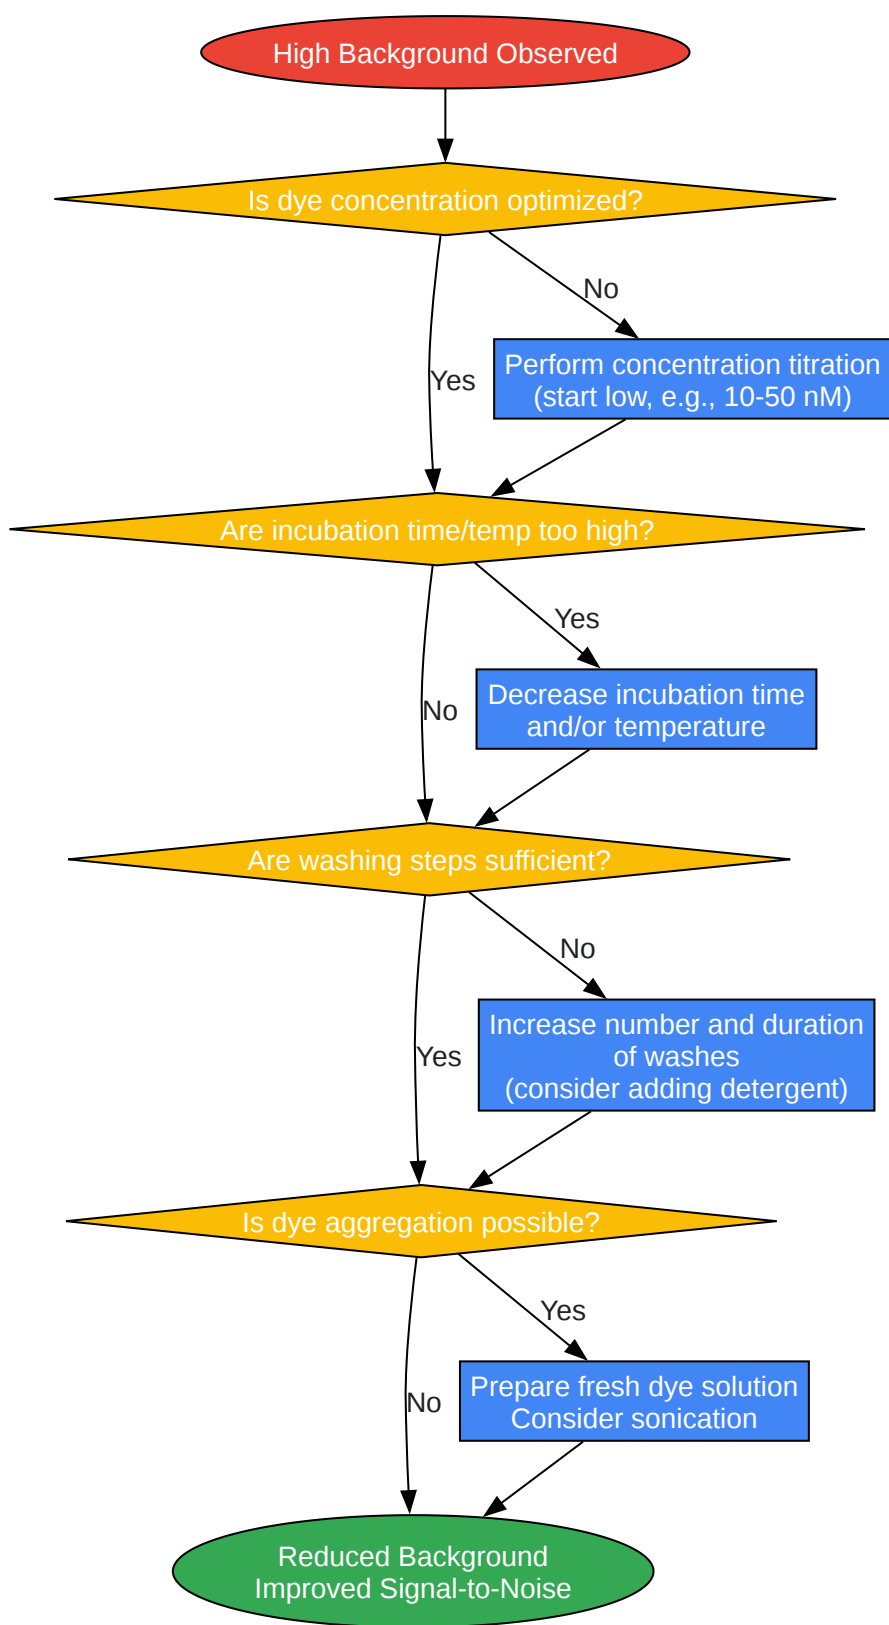 High Background Observed
Is dye concentration optimized?
No
Perform concentration titration
(start low, e.g., 10-50 nM)
Yes
Are incubation time/temp too high?
Yes
Decrease incubation time
and/or temperature
No
Are washing steps sufficient?
No
Increase number and duration
of washes
(consider adding detergent)
Yes
Is dye aggregation possible?
Yes
Prepare fresh dye solution
Consider sonication
No
Reduced Background
Improved Signal-to-Noise